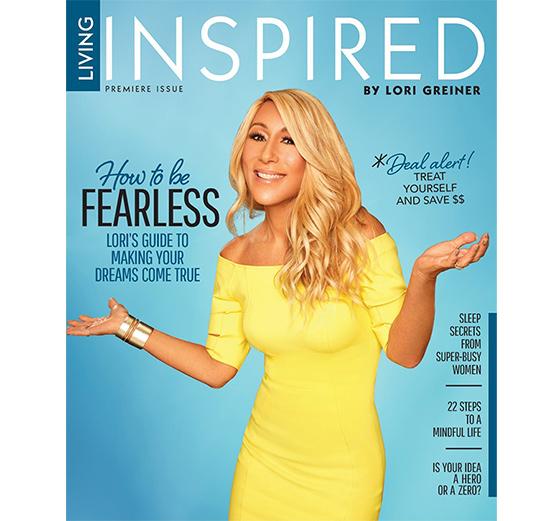 LIVING
INSPIRED
PREMIERE ISSUE
BY LORI GREINER
How to be
FEARLESS
LORI'S GUIDE TO
MAKING YOUR
DREAMS COME TRUE
*Deal alert!
TREAT
YOURSELF
AND SAVE $$
SLEEP
SECRETS
FROM
SUPER-BUSY
WOMEN
22 STEPS
TO A
MINDFUL LIFE
IS YOUR IDEA
A HERO
OR A ZERO?